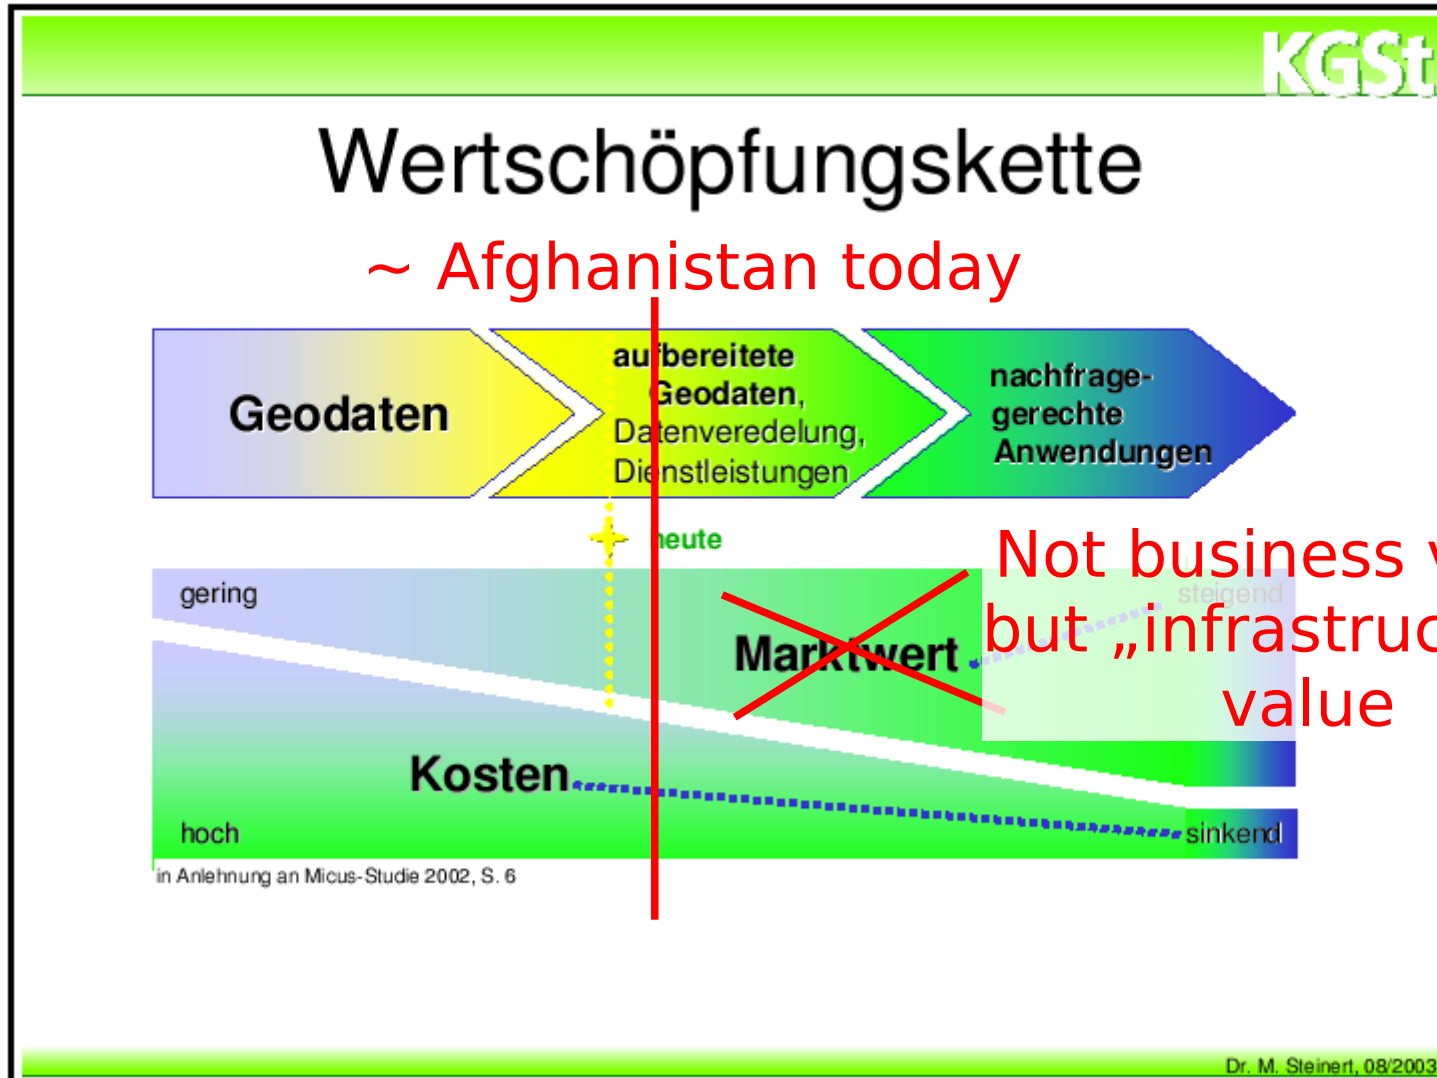 KGSt
Wertschöpfungskette
~ Afghanistan today
Geodaten
aufbereitete
Geodaten,
Datenveredelung,
Dienstleistungen
nachfrage-
gerechte
Anwendungen
heute
Not business
but „infrastruc
value
gering
steigend
Marktwert
Kosten
hoch
sinkend
in Anlehnung an Micus-Studie 2002, S. 6
Dr. M. Steinert, 08/2003